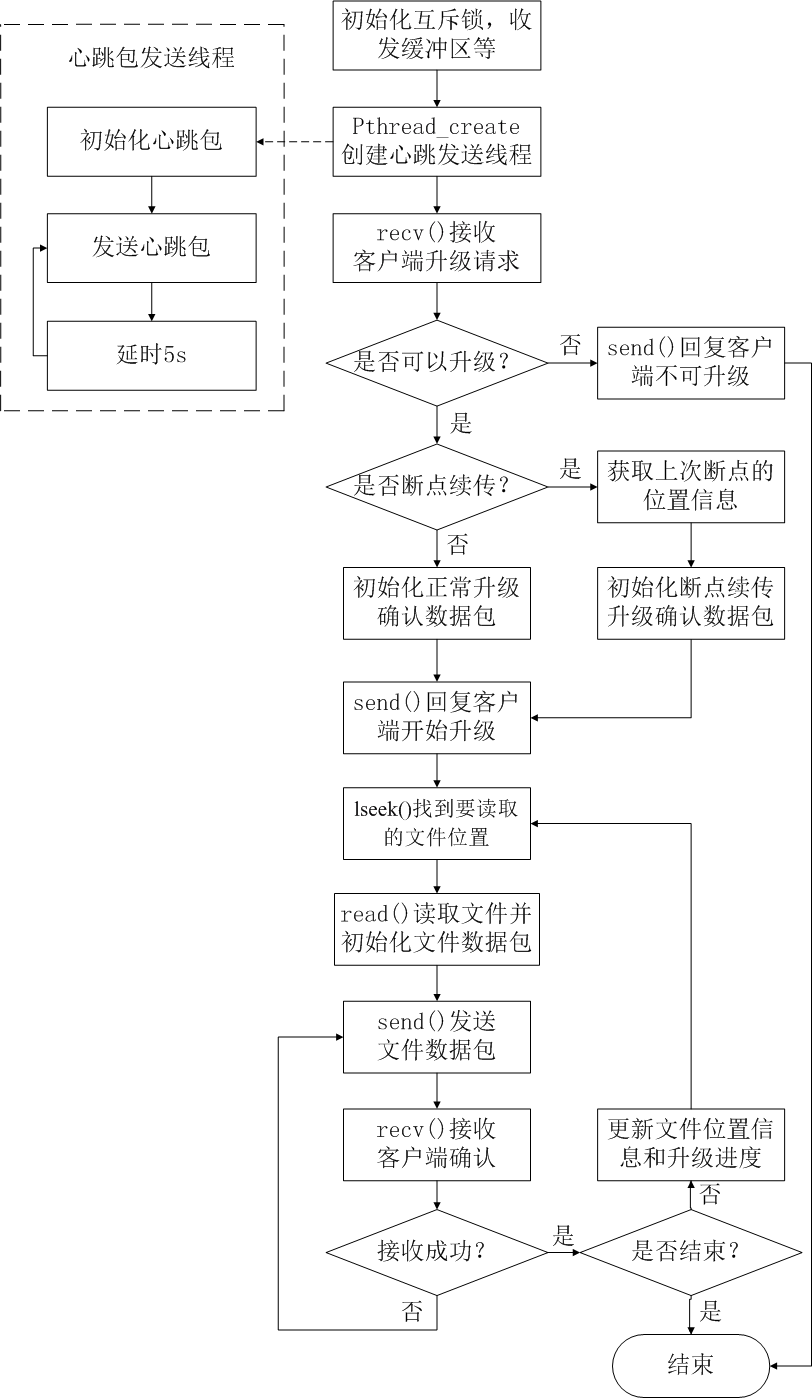 心跳包发送线程
初始化心跳包
发送心跳包
延时5s
初始化互斥锁，收
发缓冲区等
Pthread_create
创建心跳发送线程
recv()接收
客户端升级请求
是否可以升级？
否
send()回复客户
端不可升级
是
是否断点续传？
是
获取上次断点的
位置信息
否
初始化正常升级
确认数据包
初始化断点续传
升级确认数据包
send()回复客户
端开始升级
lseek()找到要读取
的文件位置
read()读取文件并
初始化文件数据包
send()发送
文件数据包
recv()接收
客户端确认
更新文件位置信
息和升级进度
否
接收成功？
是
是否结束？
否
是
结束